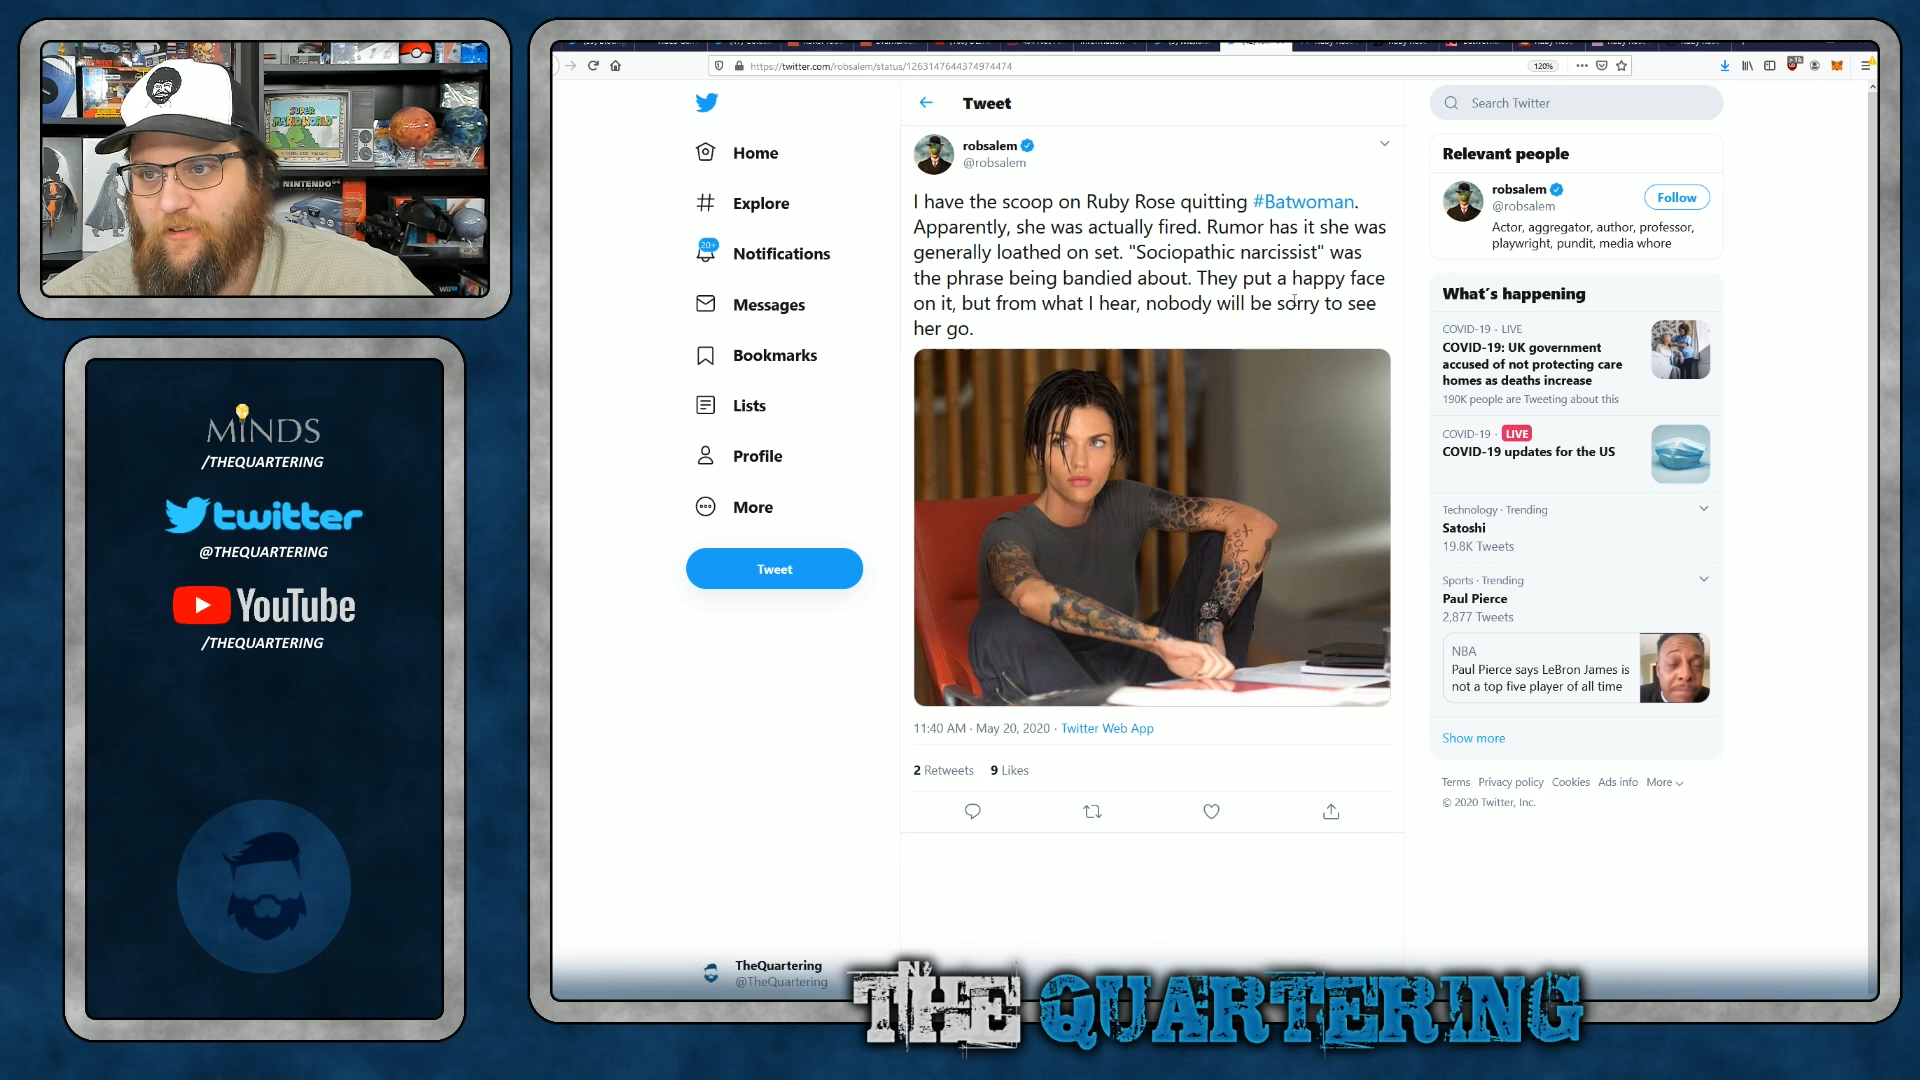 SUPER
MARIO WORLD
NINTENDO
Wii
MINDS
/THEQUARTERING
twitter
@THEQUARTERING
YouTube
/THEQUARTERING
https://twitter.com/robsalem/status/1263147644374974474
120%
Home
Explore
20+
Notifications
Messages
Bookmarks
Lists
Profile
More
Tweet
TheQuartering
@TheQuartering
Tweet
robsalem
@robsalem
I have the scoop on Ruby Rose quitting #Batwoman.
Apparently, she was actually fired. Rumor has it she was
generally loathed on set. "Sociopathic narcissist" was
the phrase being bandied about. They put a happy face
on it, but from what I hear, nobody will be sorry to see
her go.
11:40 AM · May 20, 2020 · Twitter Web App
2 Retweets 9 Likes
Search Twitter
Relevant people
robsalem
@robsalem
Follow
Actor, aggregator, author, professor,
playwright, pundit, media whore
What's happening
COVID-19 · LIVE
COVID-19: UK government
accused of not protecting care
homes as deaths increase
190K people are Tweeting about this
COVID-19 · LIVE
COVID-19 updates for the US
Technology · Trending
Satoshi
19.8K Tweets
Sports · Trending
Paul Pierce
2,877 Tweets
NBA
Paul Pierce says LeBron James is
not a top five player of all time
Show more
Terms Privacy policy Cookies Ads info More
© 2020 Twitter, Inc.
THE QUARTERING